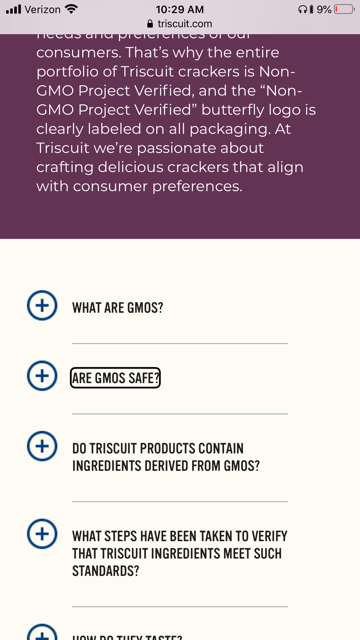 Verizon 10:29 AM 9%
triscuit.com
needs and preferences of our
consumers. That’s why the entire
portfolio of Triscuit crackers is Non-
GMO Project Verified, and the “Non-
GMO Project Verified” butterfly logo is
clearly labeled on all packaging. At
Triscuit we’re passionate about
crafting delicious crackers that align
with consumer preferences.
WHAT ARE GMOS?
ARE GMOS SAFE?
DO TRISCUIT PRODUCTS CONTAIN
INGREDIENTS DERIVED FROM GMOS?
WHAT STEPS HAVE BEEN TAKEN TO VERIFY
THAT TRISCUIT INGREDIENTS MEET SUCH
STANDARDS?
HOW DO THEY TASTE?